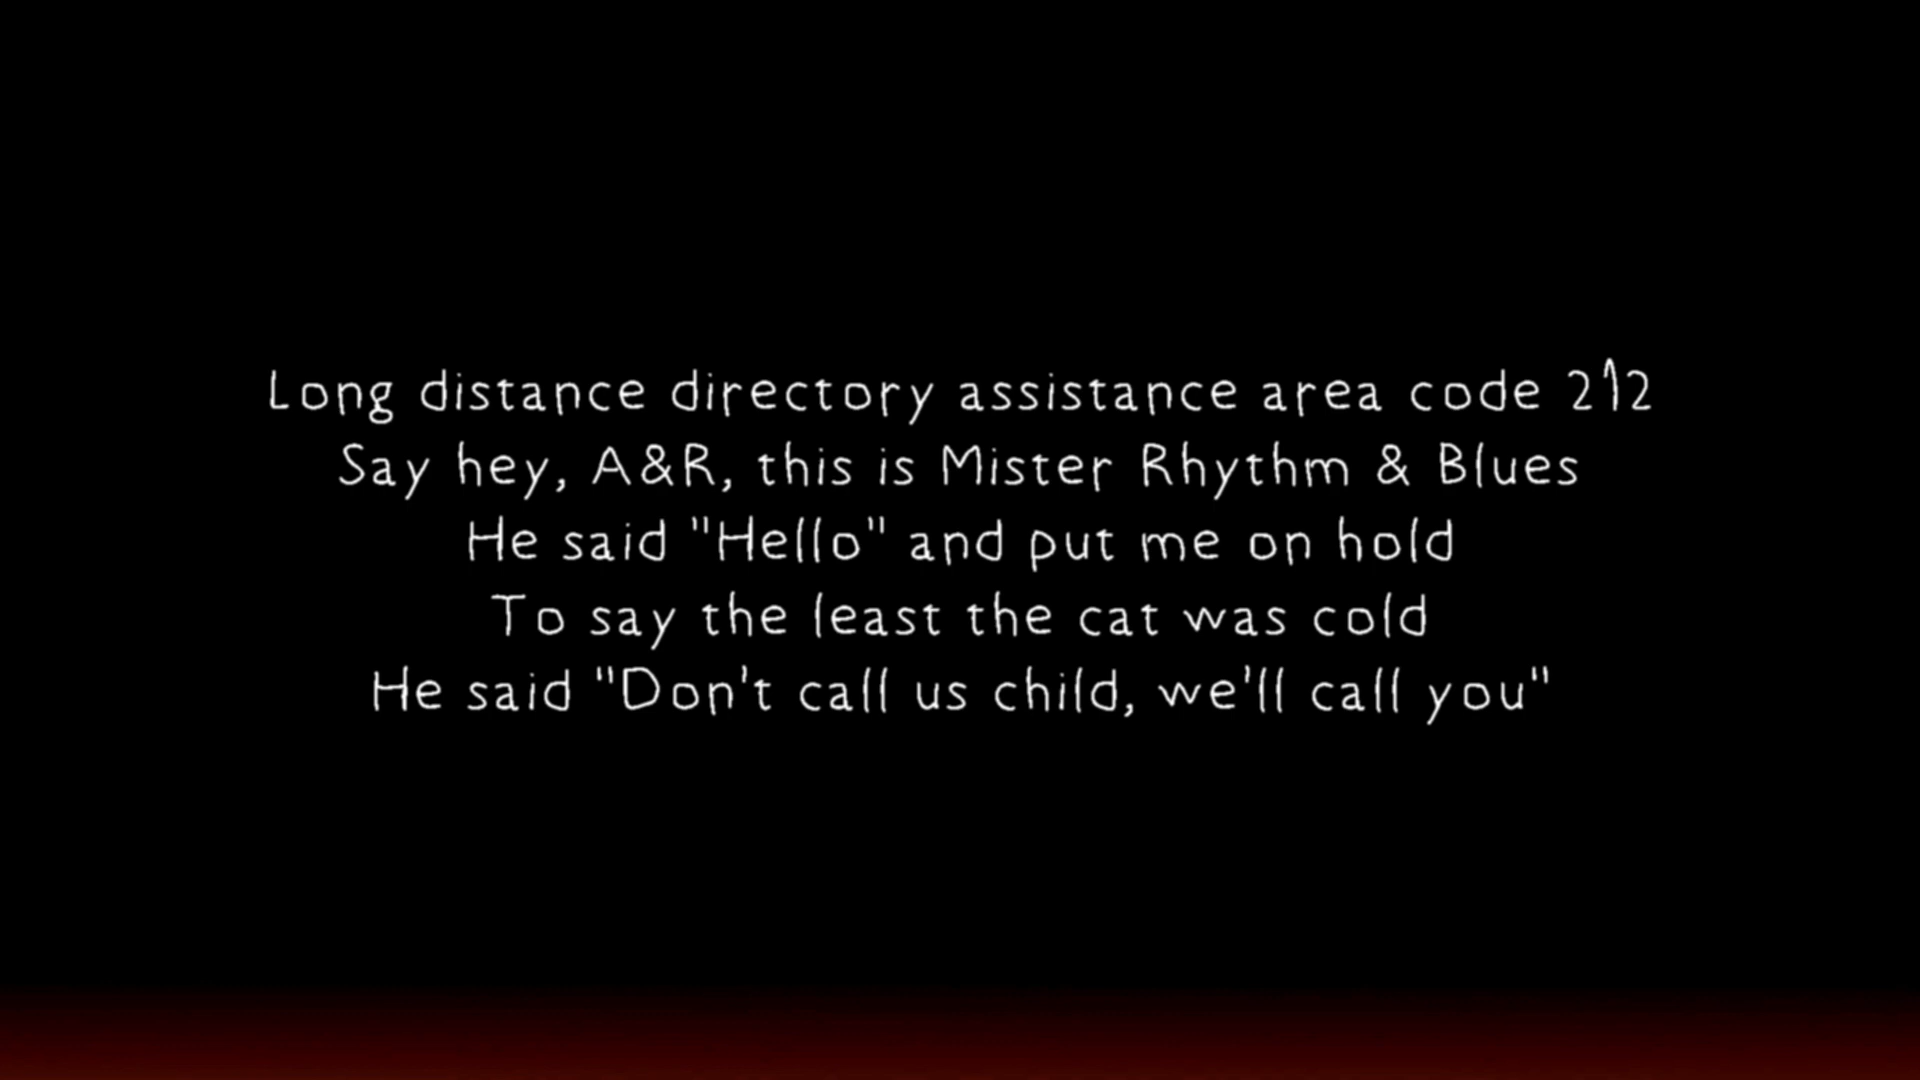 Long distance directory assistance area code 212
Say hey, A&R, this is Mister Rhythm & Blues
He said "Hello" and put me on hold
To say the least the cat was cold
He said "Don't call us child, we'll call you"